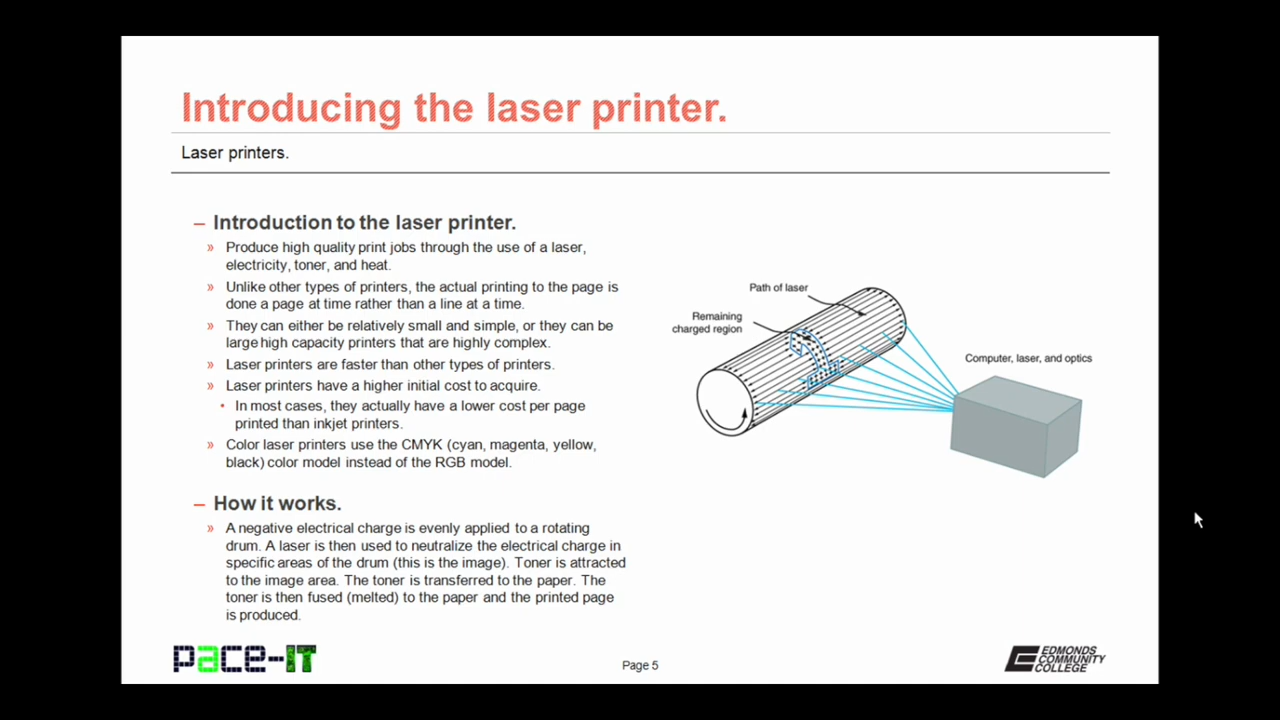 Introducing the laser printer.
Laser printers.
– Introduction to the laser printer.
» Produce high quality print jobs through the use of a laser,
electricity, toner, and heat.
» Unlike other types of printers, the actual printing to the page is
done a page at time rather than a line at a time.
» They can either be relatively small and simple, or they can be
large high capacity printers that are highly complex.
» Laser printers are faster than other types of printers.
» Laser printers have a higher initial cost to acquire.
• In most cases, they actually have a lower cost per page
printed than inkjet printers.
» Color laser printers use the CMYK (cyan, magenta, yellow,
black) color model instead of the RGB model.
– How it works.
» A negative electrical charge is evenly applied to a rotating
drum. A laser is then used to neutralize the electrical charge in
specific areas of the drum (this is the image). Toner is attracted
to the image area. The toner is transferred to the paper. The
toner is then fused (melted) to the paper and the printed page
is produced.
Path of laser
Remaining
charged region
Computer, laser, and optics
pace-IT
Page 5
EDMONDS
COMMUNITY
COLLEGE